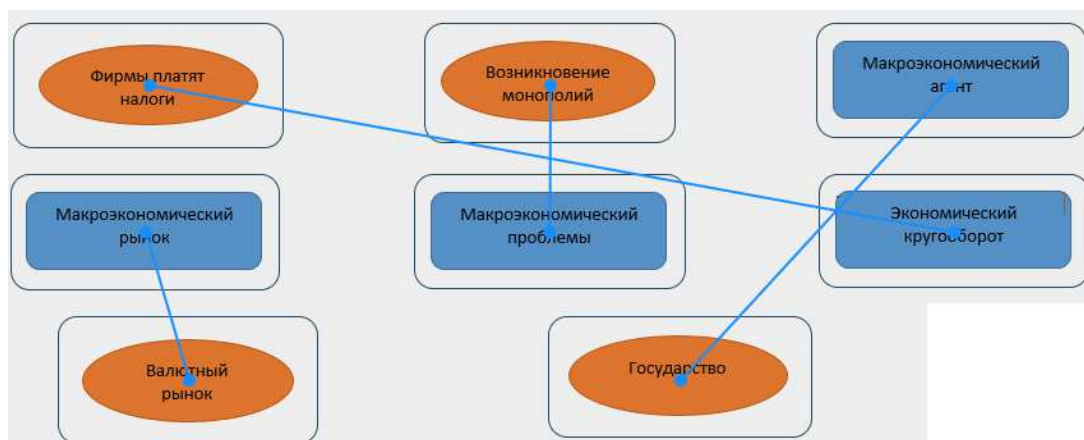 Фирмы платят
налоги
Возникновение
монополий
Макроэкономический
агент
Макроэкономический
рынок
Макроэкономический
проблемы
Экономический
кругооборот
Валютный
рынок
Государство